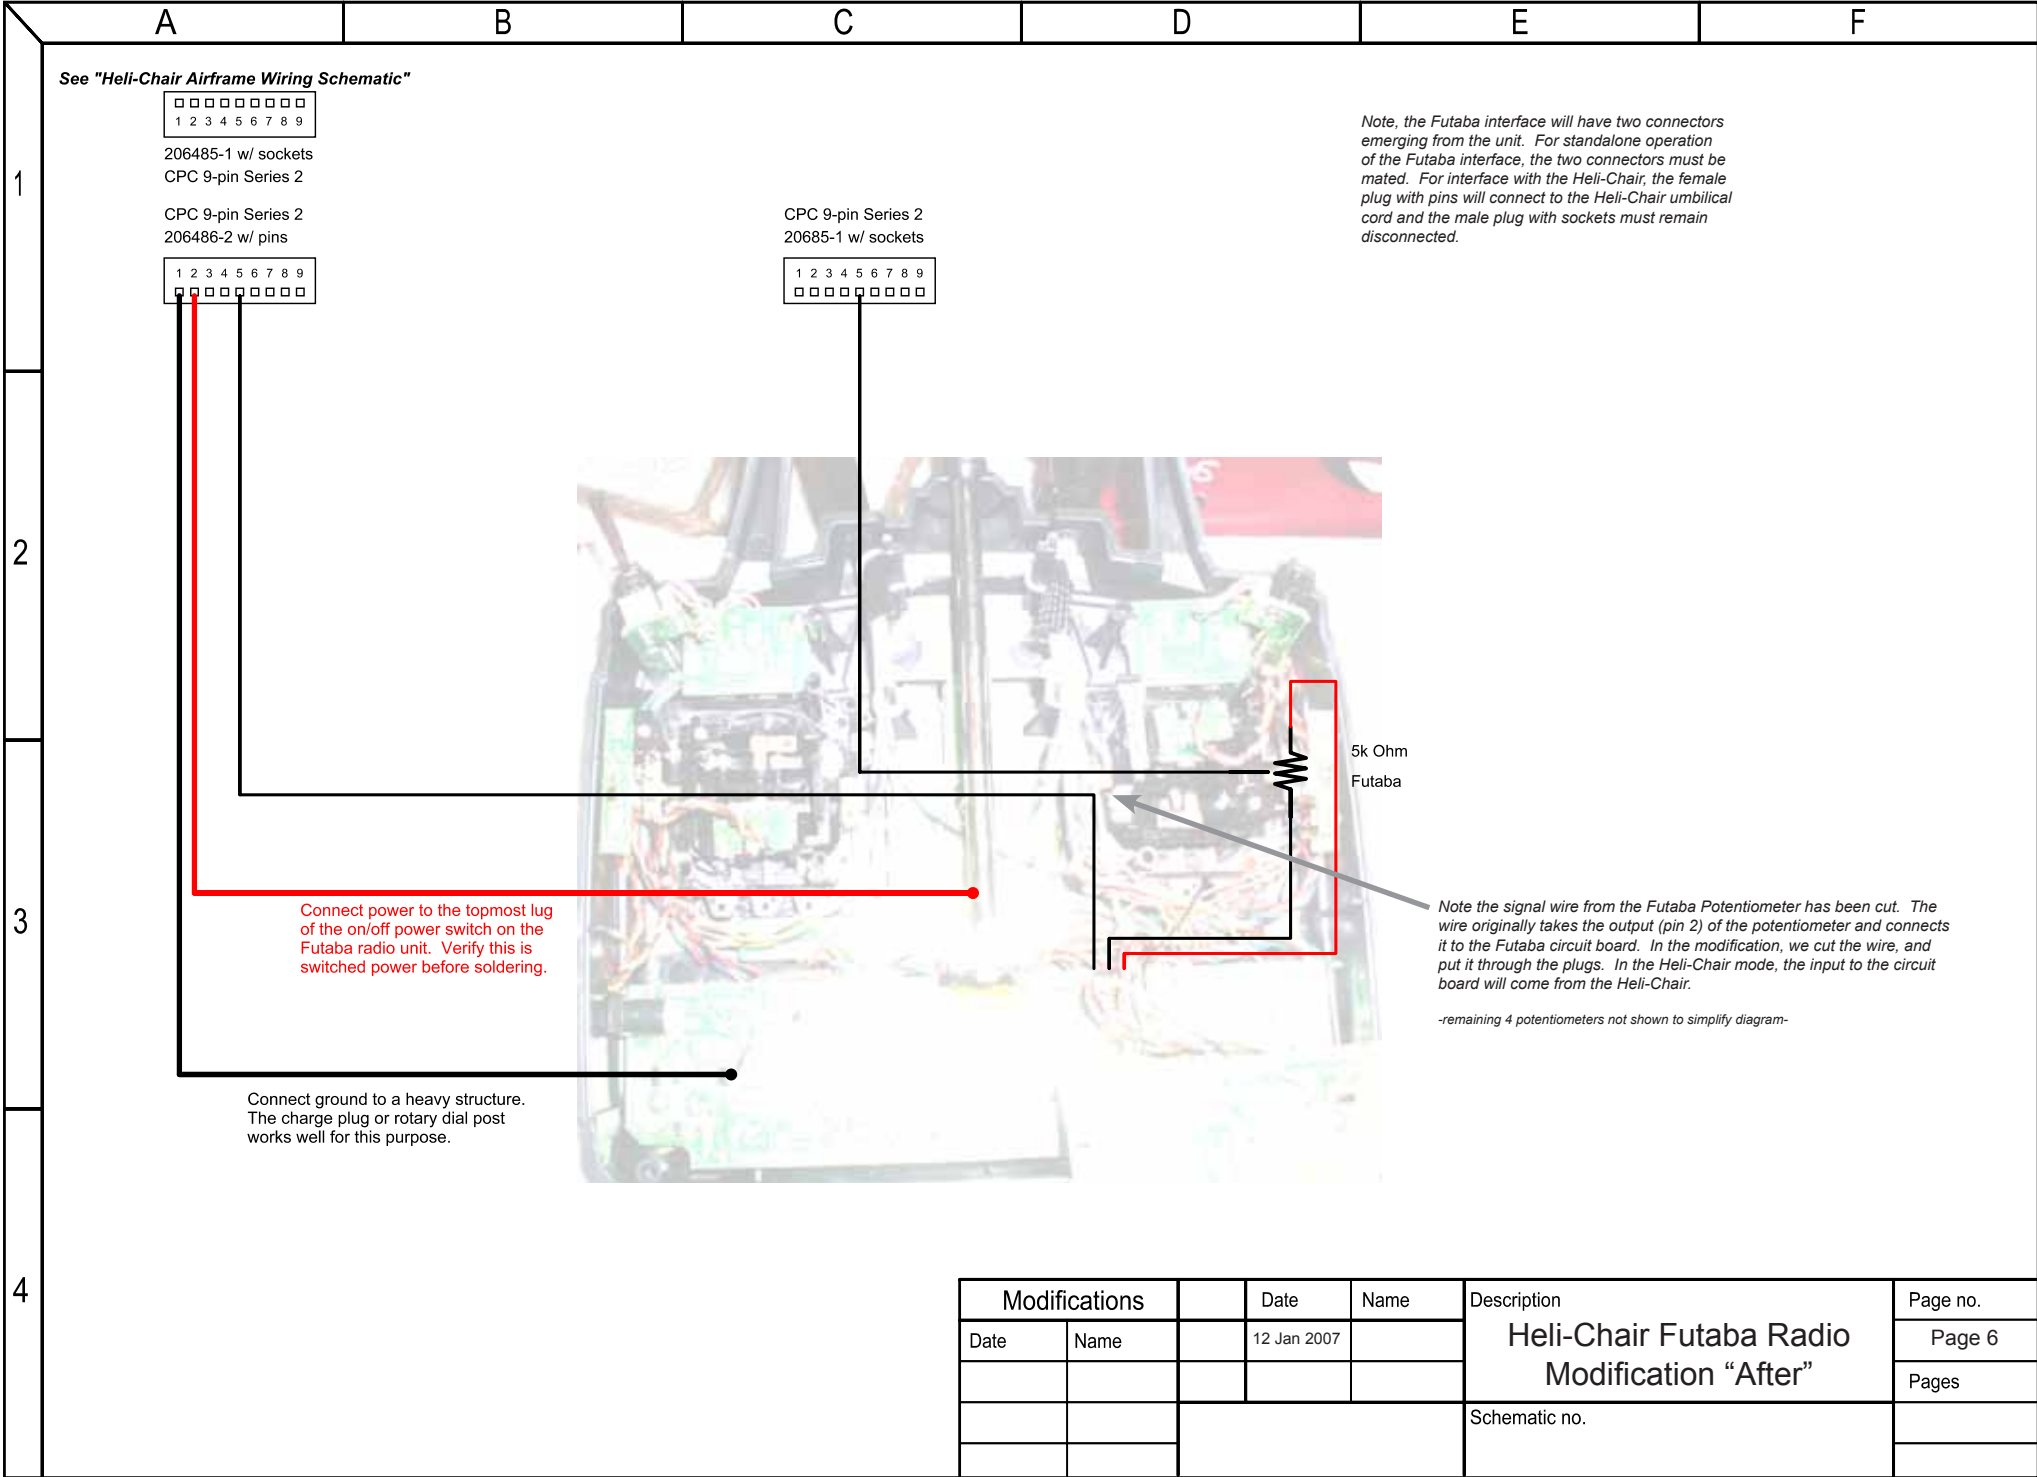 A B C D E F
1
2
3
4
See "Heli-Chair Airframe Wiring Schematic"
1 2 3 4 5 6 7 8 9
206485-1 w/ sockets
CPC 9-pin Series 2
CPC 9-pin Series 2
206486-2 w/ pins
1 2 3 4 5 6 7 8 9
CPC 9-pin Series 2
20685-1 w/ sockets
1 2 3 4 5 6 7 8 9
Note, the Futaba interface will have two connectors
emerging from the unit. For standalone operation
of the Futaba interface, the two connectors must be
mated. For interface with the Heli-Chair, the female
plug with pins will connect to the Heli-Chair umbilical
cord and the male plug with sockets must remain
disconnected.
5k Ohm
Futaba
Connect power to the topmost lug
of the on/off power switch on the
Futaba radio unit. Verify this is
switched power before soldering.
Note the signal wire from the Futaba Potentiometer has been cut. The
wire originally takes the output (pin 2) of the potentiometer and connects
it to the Futaba circuit board. In the modification, we cut the wire, and
put it through the plugs. In the Heli-Chair mode, the input to the circuit
board will come from the Heli-Chair.
-remaining 4 potentiometers not shown to simplify diagram-
Connect ground to a heavy structure.
The charge plug or rotary dial post
works well for this purpose.
Modifications
Date Name
Date Name
12 Jan 2007
Description
Heli-Chair Futaba Radio
Modification “After”
Schematic no.
Page no.
Page 6
Pages